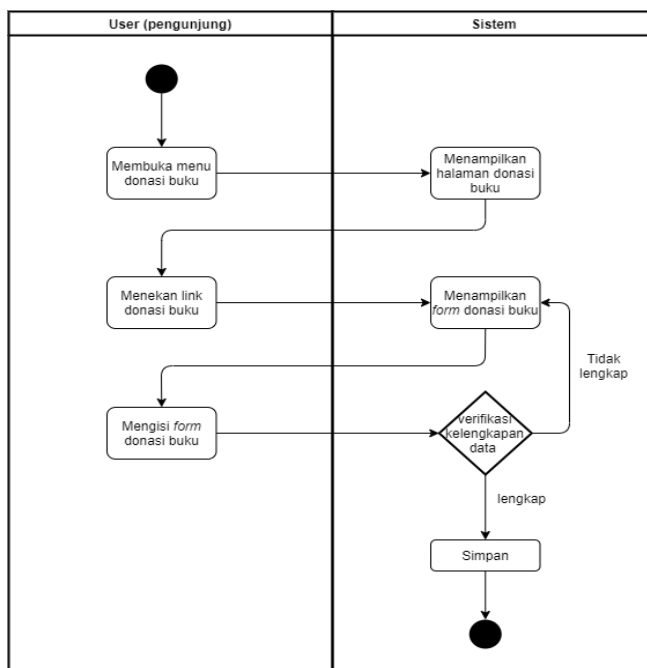 User (pengunjung)
Sistem
Membuka menu
donasi buku
Menampilkan
halaman donasi
buku
Menekan link
donasi buku
Menampilkan
form donasi buku
Tidak
lengkap
Mengisi form
donasi buku
verifikasi
kelengkapan
data
lengkap
Simpan